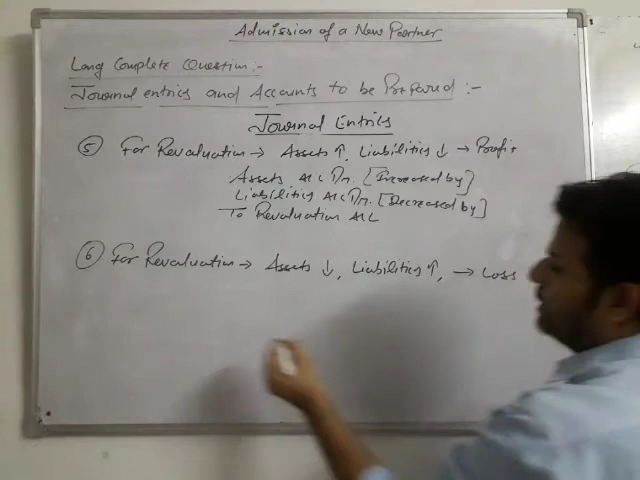 Admission of a New Partner
Long Complete Question:-
Journal entries and Accounts to be Prepared :-
Journal Entries
⑤ For Revaluation → Assets ↑, Liabilities ↓ → Profit
Assets A/c Dr. [Increased by]
Liabilities A/c Dr. [Decreased by]
To Revaluation A/c
⑥ For Revaluation → Assets ↓, Liabilities ↑, → Loss